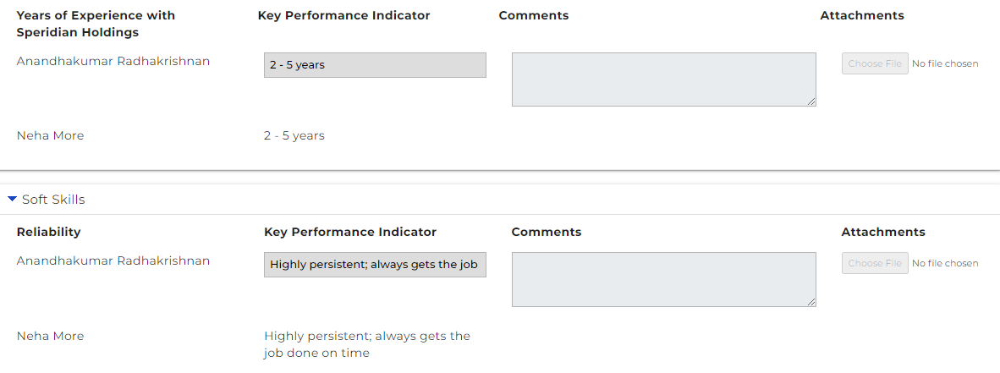 Years of Experience with Key Performance Indicator Comments Attachments
Speridian Holdings
Anandhakumar Radhakrishnan 2 - 5 years Choose File No file chosen
Neha More 2 - 5 years
Soft Skills
Reliability Key Performance Indicator Comments Attachments
Anandhakumar Radhakrishnan Highly persistent; always gets the job Choose File No file chosen
Neha More Highly persistent; always gets the
job done on time